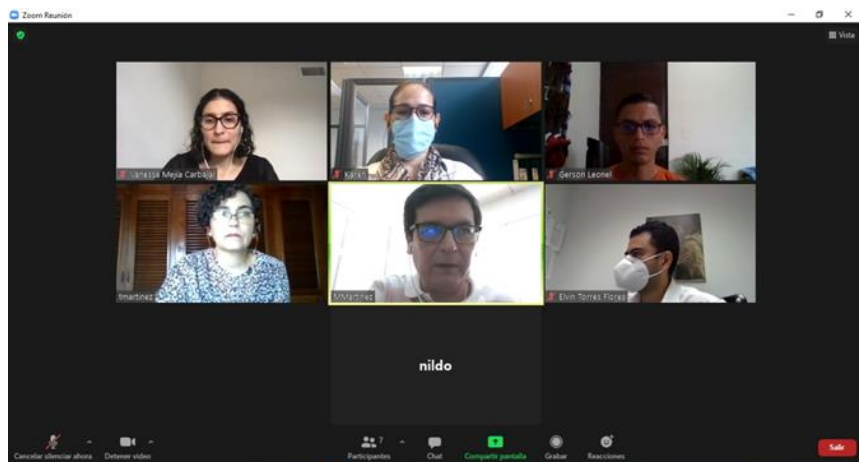 Zoom Reunión
Vista
Vanessa Mejía Carbajal
Karen
Gerson Leonel
fmartinez
MMartinez
Elvin Torres Flores
nildo
Cancelar silenciar ahora
Detener video
Participantes
7
Chat
Compartir pantalla
Grabar
Reacciones
Salir